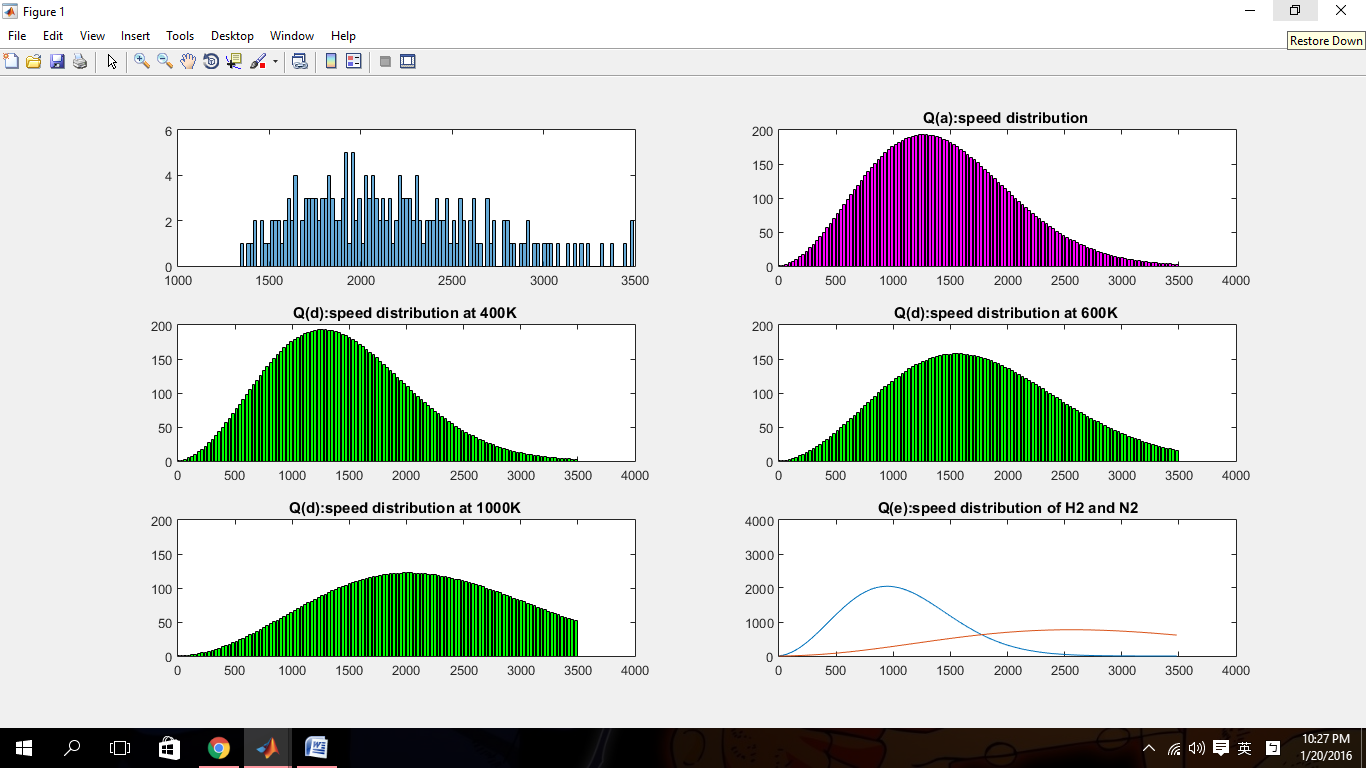 Figure 1
File Edit View Insert Tools Desktop Window Help
Restore Down
6
4
2
0
1000 1500 2000 2500 3000 3500
Q(a):speed distribution
200
150
100
50
0
0 500 1000 1500 2000 2500 3000 3500 4000
Q(d):speed distribution at 400K
200
150
100
50
0
0 500 1000 1500 2000 2500 3000 3500 4000
Q(d):speed distribution at 600K
200
150
100
50
0
0 500 1000 1500 2000 2500 3000 3500 4000
Q(d):speed distribution at 1000K
200
150
100
50
0
0 500 1000 1500 2000 2500 3000 3500 4000
Q(e):speed distribution of H2 and N2
4000
3000
2000
1000
0
0 500 1000 1500 2000 2500 3000 3500 4000
英
10:27 PM
1/20/2016